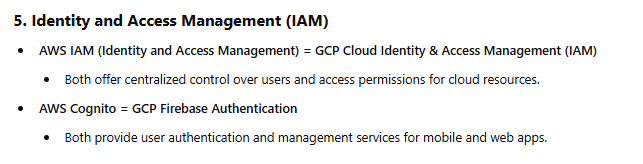 5. Identity and Access Management (IAM)
• AWS IAM (Identity and Access Management) = GCP Cloud Identity & Access Management (IAM)
• Both offer centralized control over users and access permissions for cloud resources.
• AWS Cognito = GCP Firebase Authentication
• Both provide user authentication and management services for mobile and web apps.